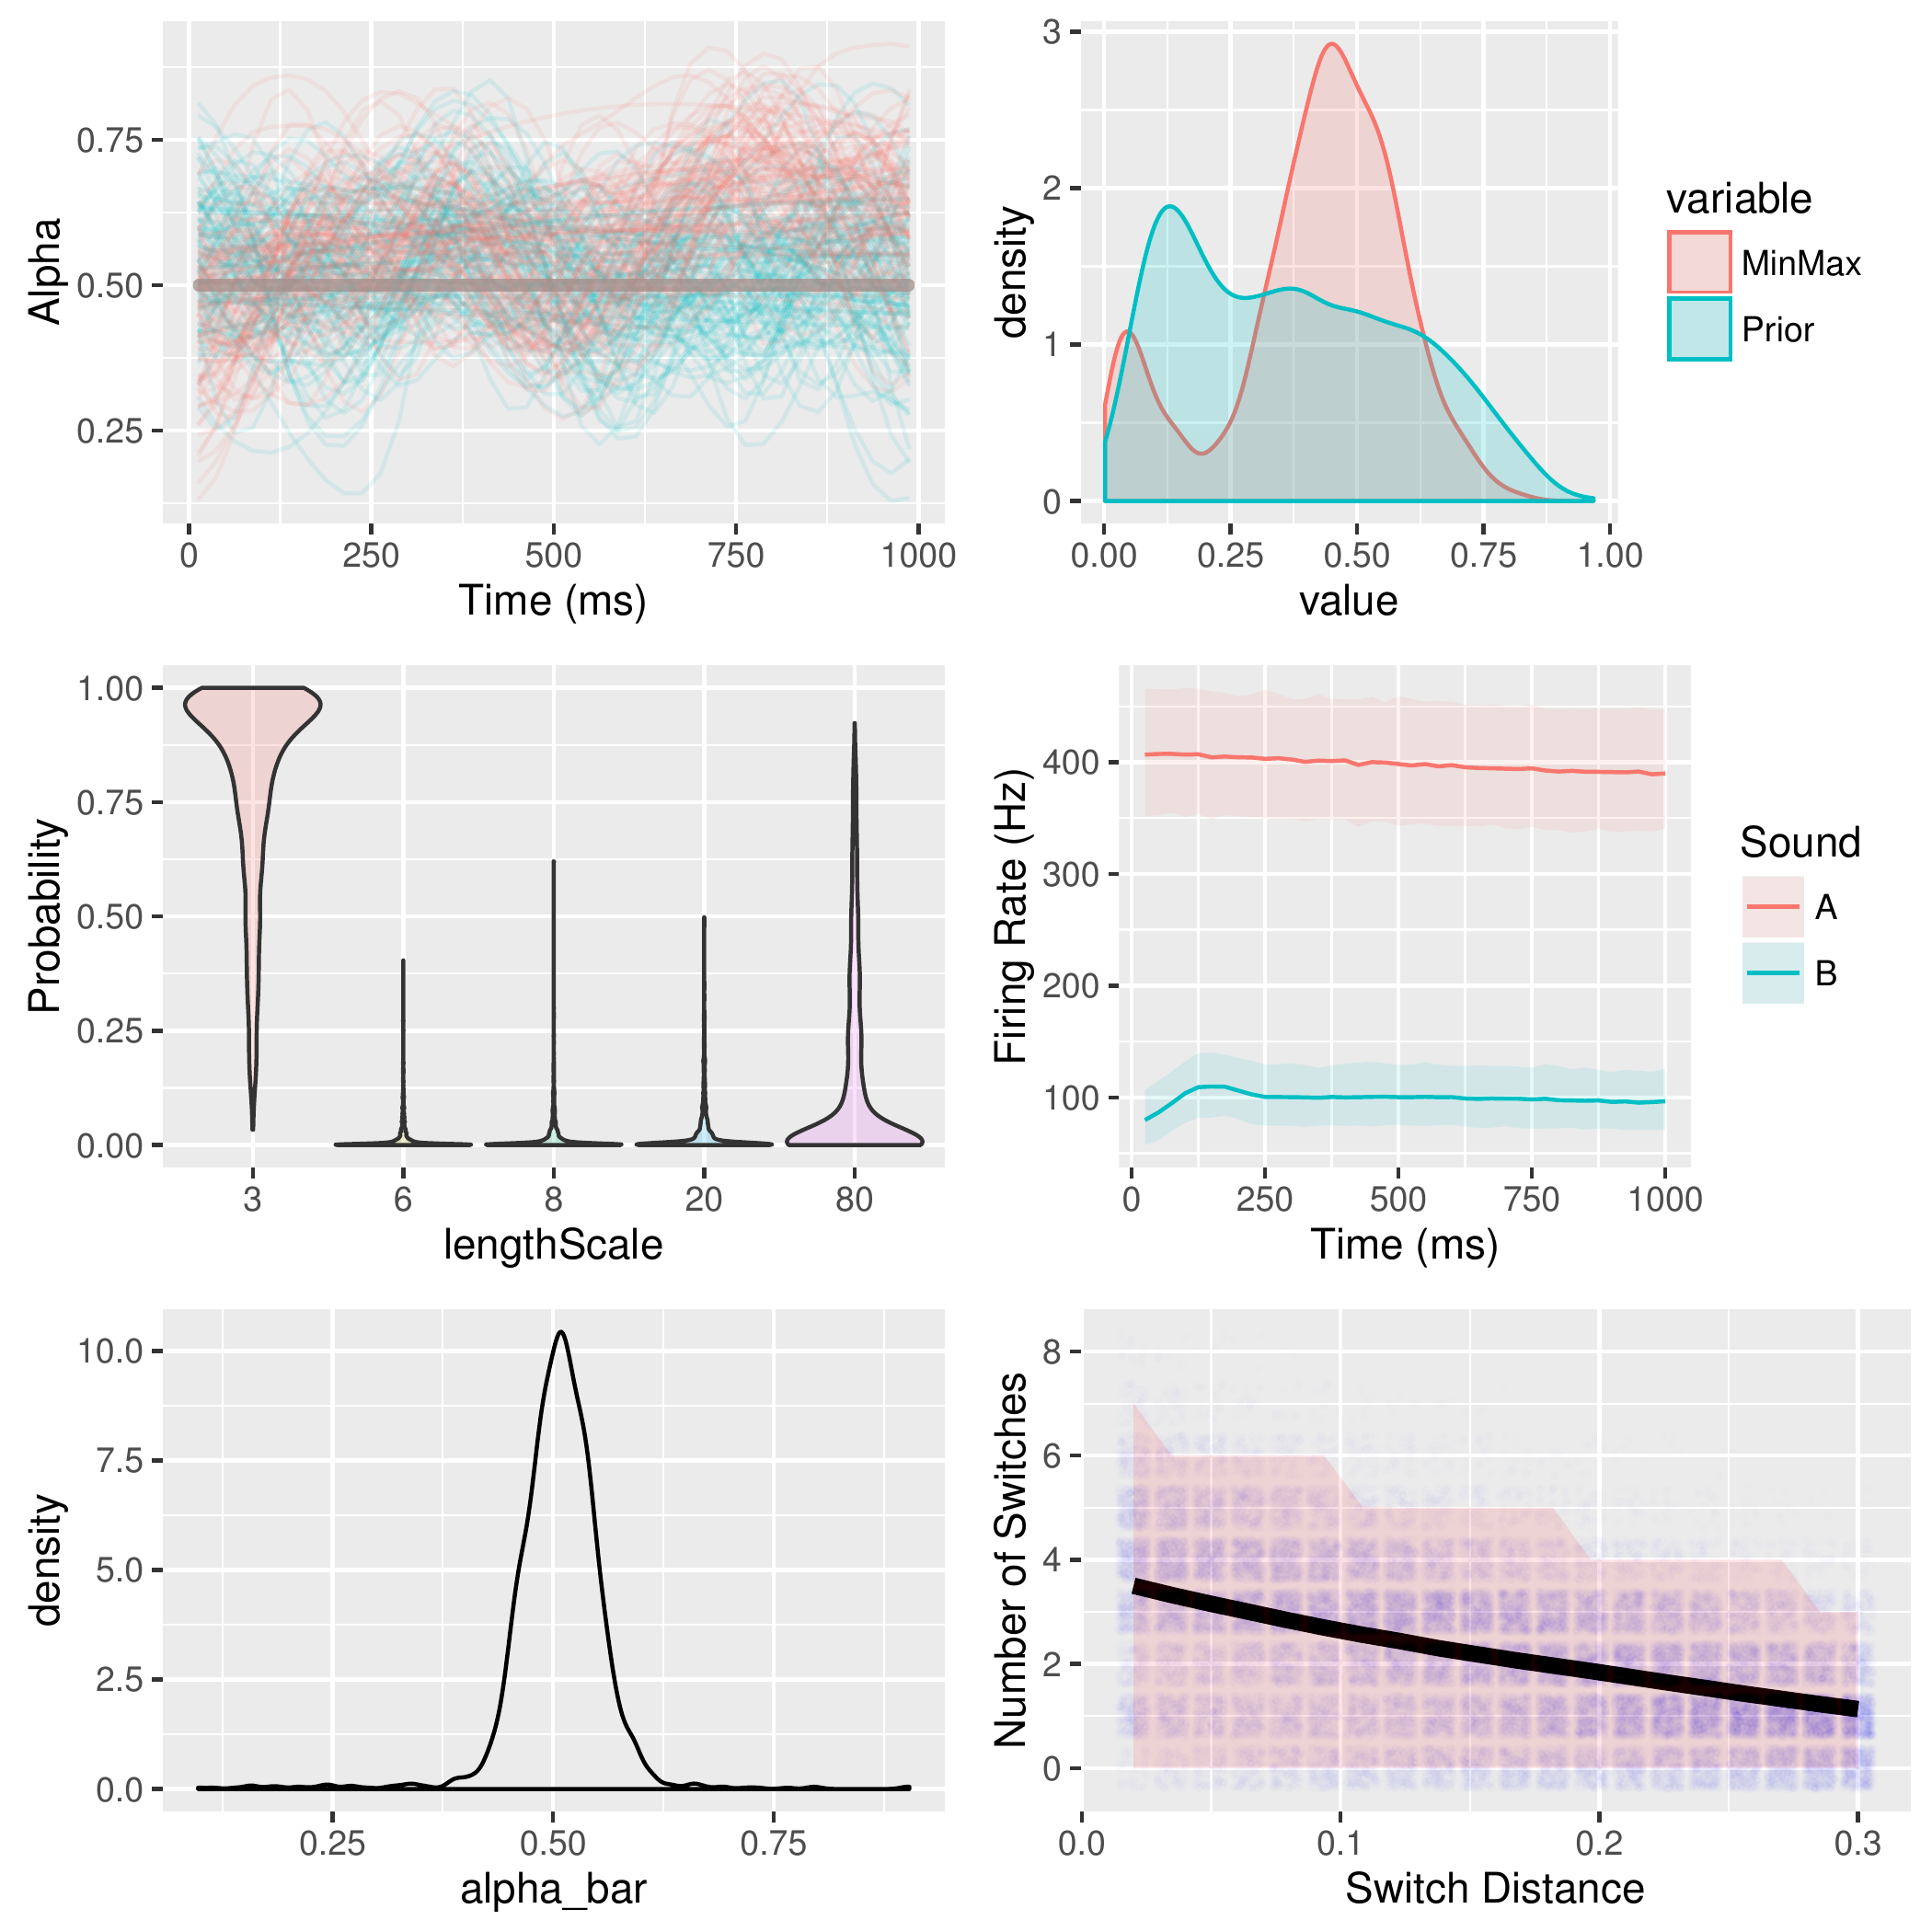 Alpha
0.75
0.50
0.25
0 250 500 750 1000
Time (ms)
density
3
2
1
0
0.00 0.25 0.50 0.75 1.00
value
variable
MinMax
Prior
Probability
1.00
0.75
0.50
0.25
0.00
3 6 8 20 80
lengthScale
Firing Rate (Hz)
400
300
200
100
0 250 500 750 1000
Time (ms)
Sound
A
B
density
10.0
7.5
5.0
2.5
0.0
0.25 0.50 0.75
alpha_bar
Number of Switches
8
6
4
2
0
0.0 0.1 0.2 0.3
Switch Distance